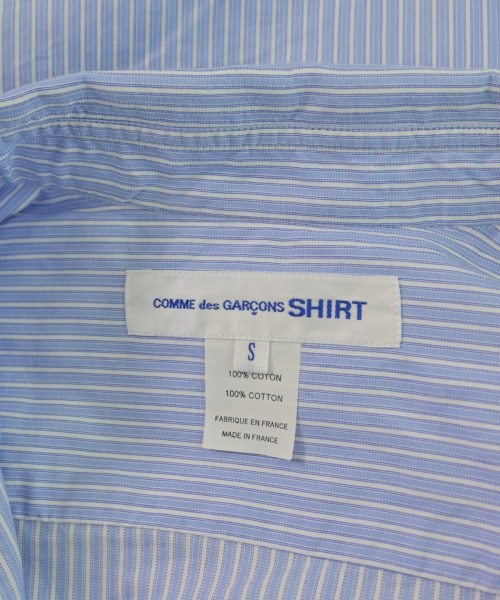 COMME des GARÇONS SHIRT
S
100% COTON
100% COTTON
FABRIQUE EN FRANCE
MADE IN FRANCE